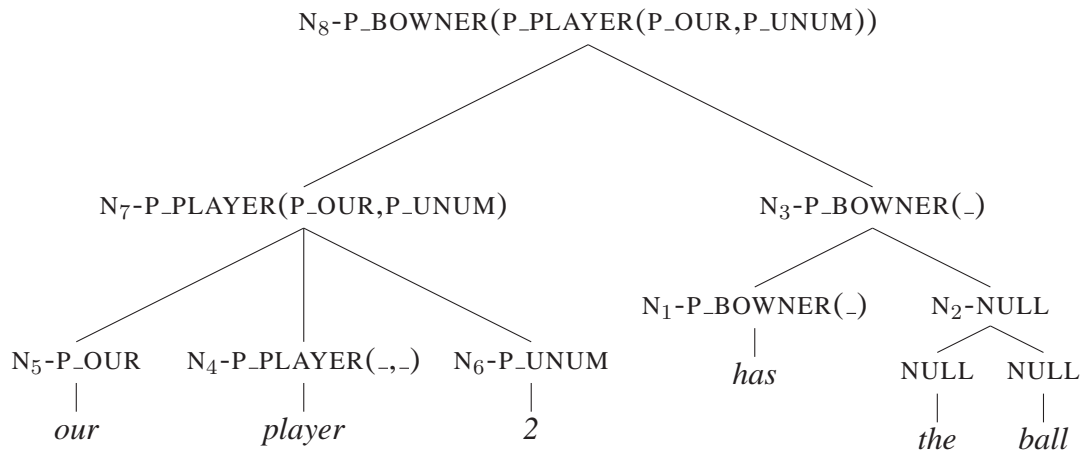 N₈-P_BOWNER(P_PLAYER(P_OUR,P_UNUM))
N₇-P_PLAYER(P_OUR,P_UNUM) N₃-P_BOWNER(_)
N₁-P_BOWNER(_) N₂-NULL
N₅-P_OUR N₄-P_PLAYER(_,_) N₆-P_UNUM has NULL NULL
our player 2 the ball